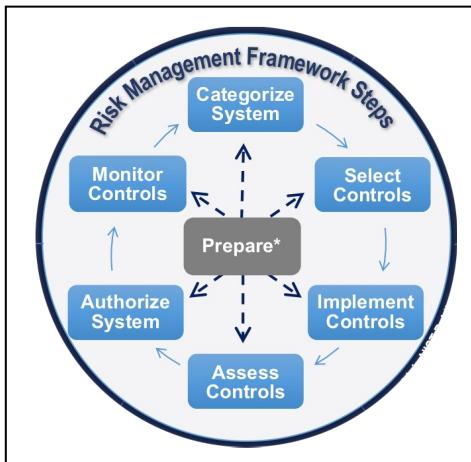 Risk Management Framework Steps
Categorize
System
Monitor
Controls
Select
Controls
Prepare*
Authorize
System
Implement
Controls
Assess
Controls